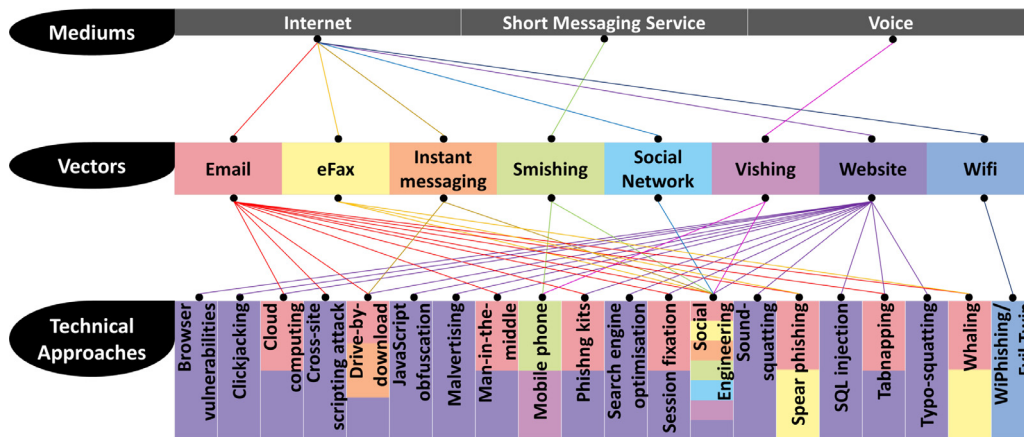 Mediums
Internet
Short Messaging Service
Voice
Vectors
Email
eFax
Instant
messaging
Smishing
Social
Network
Vishing
Website
Wifi
Technical
Approaches
Browser
vulnerabilities
Clickjacking
Cloud
computing
Cross-site
scripting attack
Drive-by-
download
JavaScript
obfuscation
Malvertising
Man-in-the-
middle
Mobile phone
Phishng kits
Search engine
optimisation
Session fixation
Social
Engineering
Sound-
squatting
Spear phishing
SQL injection
Tabnapping
Typo-squatting
Whaling
WiPhishing/